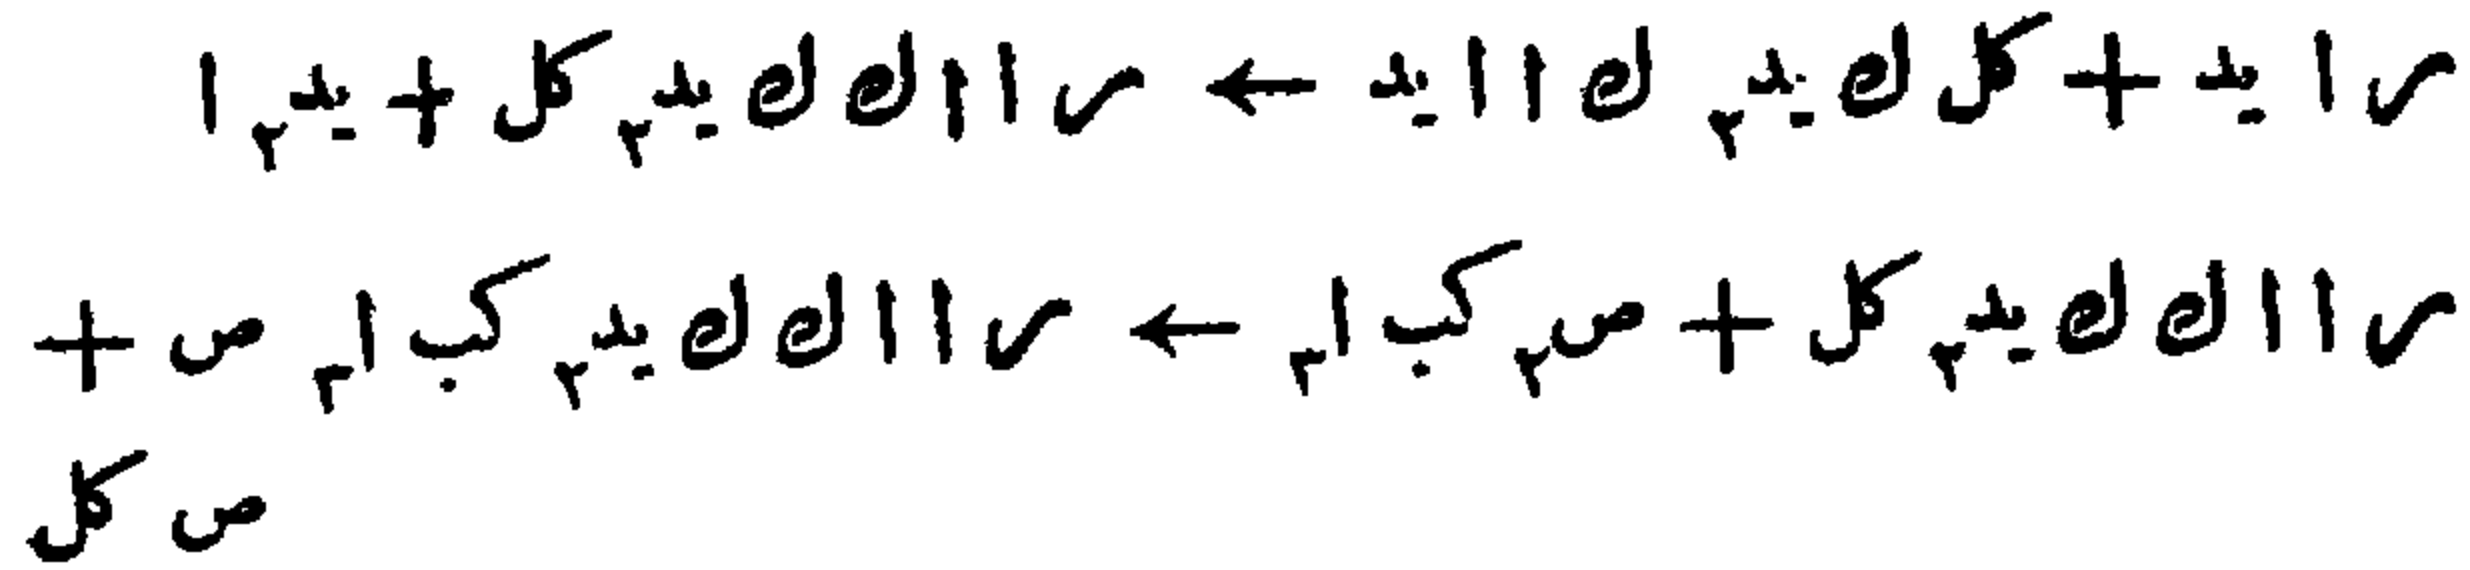 س ا يد + كل ك يد٢ ك ا ا يد ← س ا ا ك ك يد٢ كل + يد٢ ا
س ا ا ك ك يد٢ كل + ص٢ كب ا٣ ← س ا ا ك ك يد٢ كب ا٣ ص +
ص كل